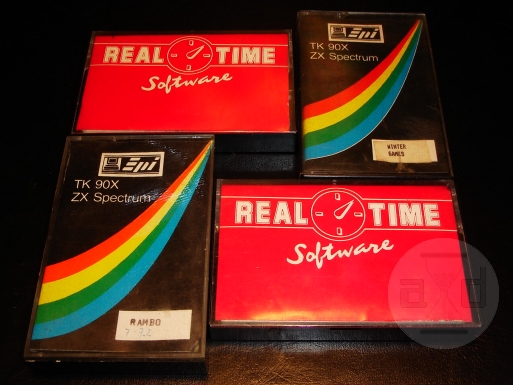 REAL TIME
Software
Epi
TK 90X
ZX Spectrum
WINTER
GAMES
Epi
TK 90X
ZX Spectrum
RAMBO
REAL TIME
Software
axd